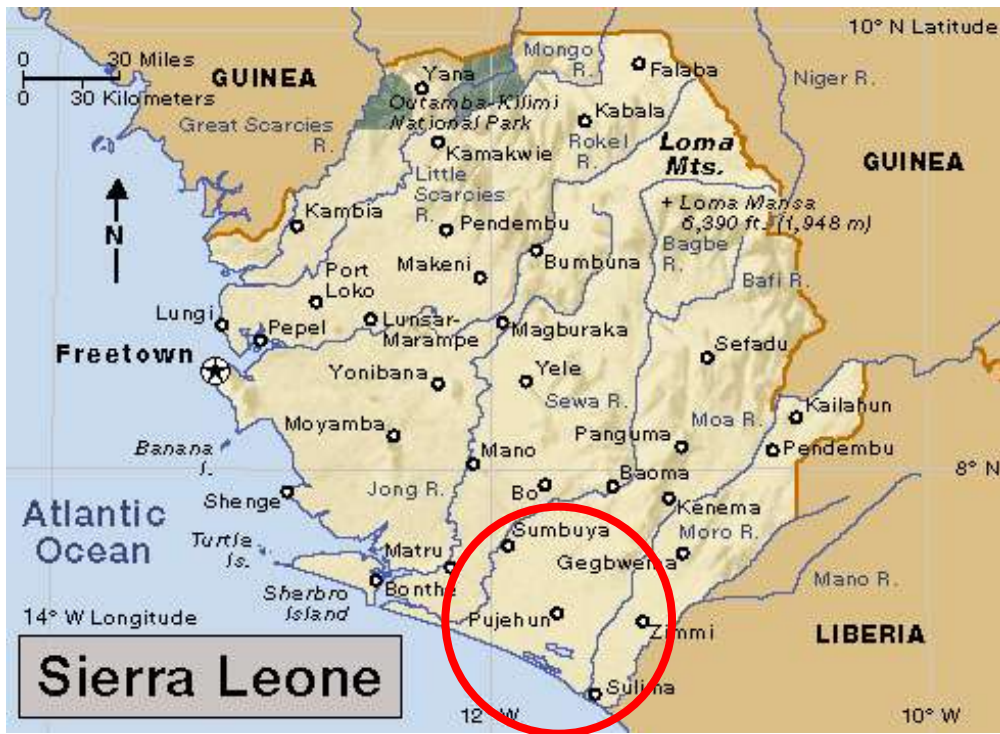 10° N Latitude
0 30 Miles
0 30 Kilometers
GUINEA
Yana
Mongo
R.
Falaba
Niger R.
Outamba-Kilimi
National Park
Great Scarcies
R.
Kabala
Rokel
R.
Loma
Mts.
GUINEA
Kamakwie
Little
Scarcies
R.
N
Kambia
Pendembu
+ Loma Mansa
6,390 ft. (1,948 m)
Bagbe
R.
Bumbuna
Makeni
Port
Loko
Bafi R.
Lungi
Pepel
Lunsar-
Marampe
Magburaka
Freetown
Sefadu
Yonibana
Yele
Sewa R.
Kailahun
Moyamba
Moa R.
Banana
I.
Mano
Panguma
Pendembu
8° N
Baoma
Jong R.
Bo
Shenge
Kenema
Atlantic
Ocean
Sumbuya
Moro R.
Turtle
Is.
Matru
Gegbwema
Sherbro
Island
Bonthe
Mano R.
14° W Longitude
Pujehun
Zimmi
LIBERIA
Sierra Leone
Sulima
12° W
10° W